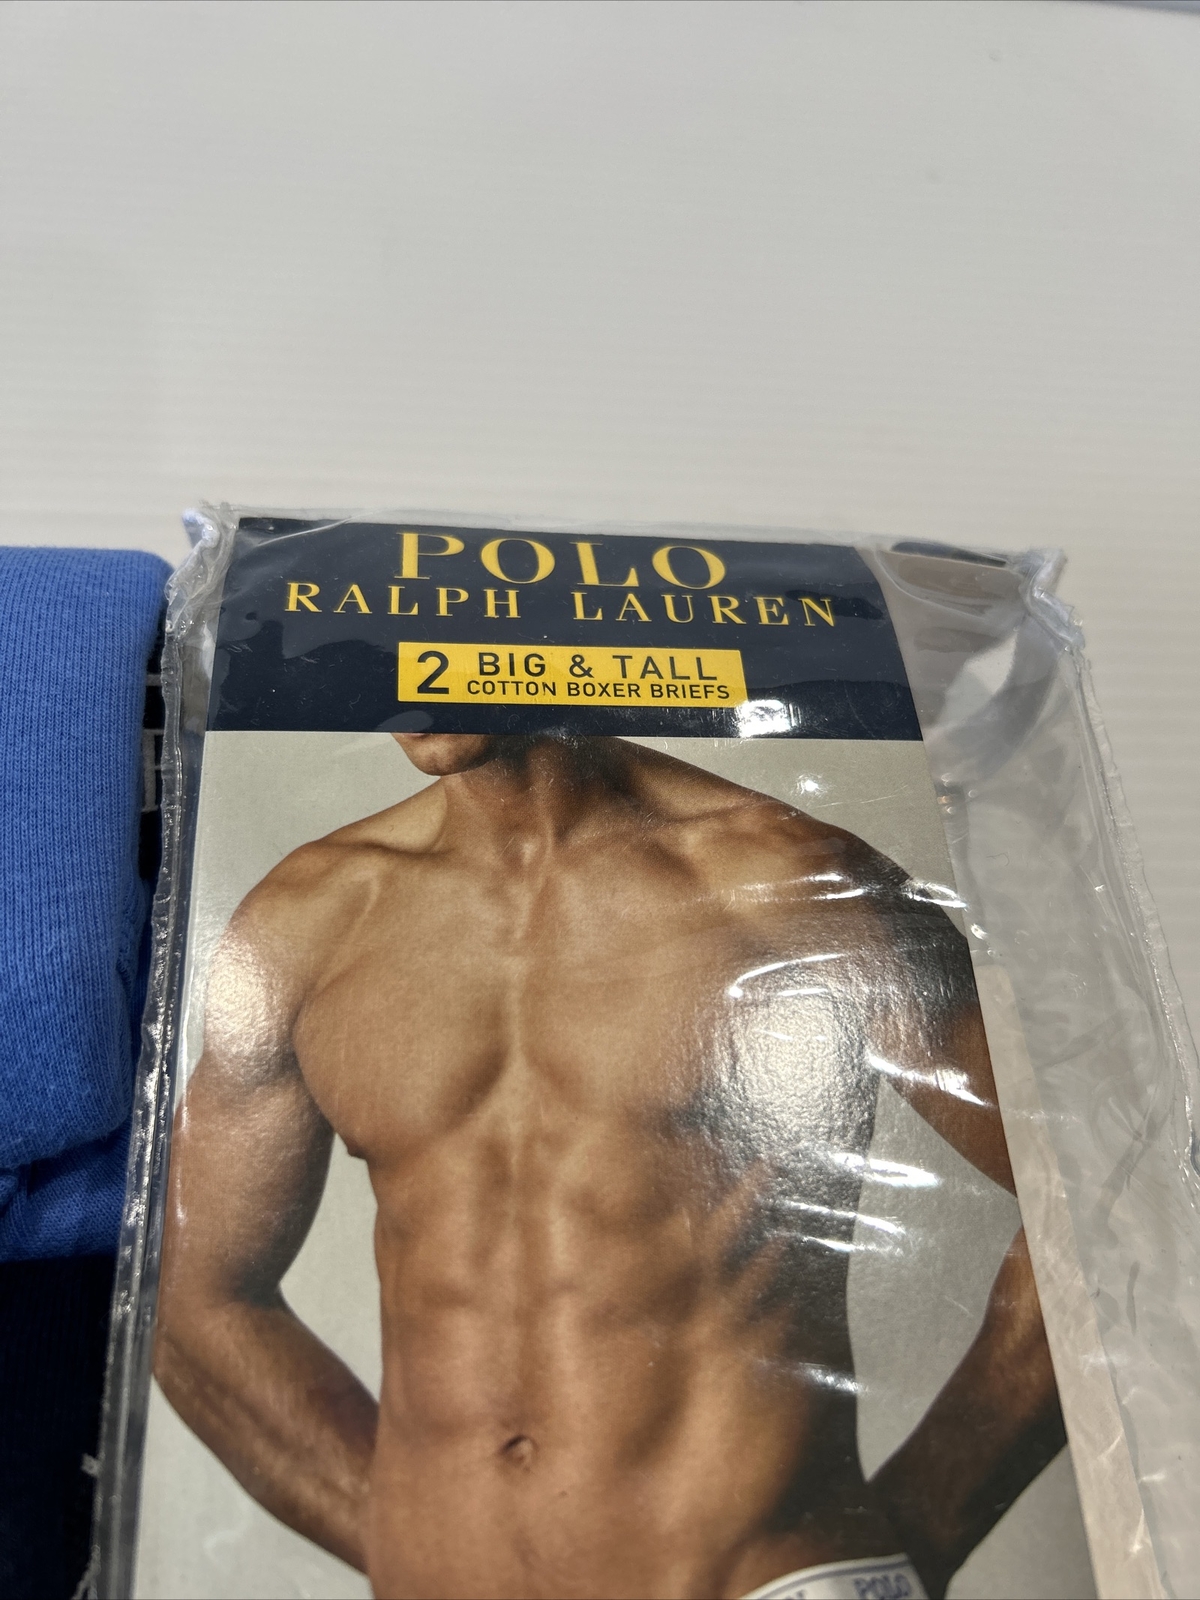 POLO
RALPH LAUREN
2 BIG & TALL
COTTON BOXER BRIEFS
POLO